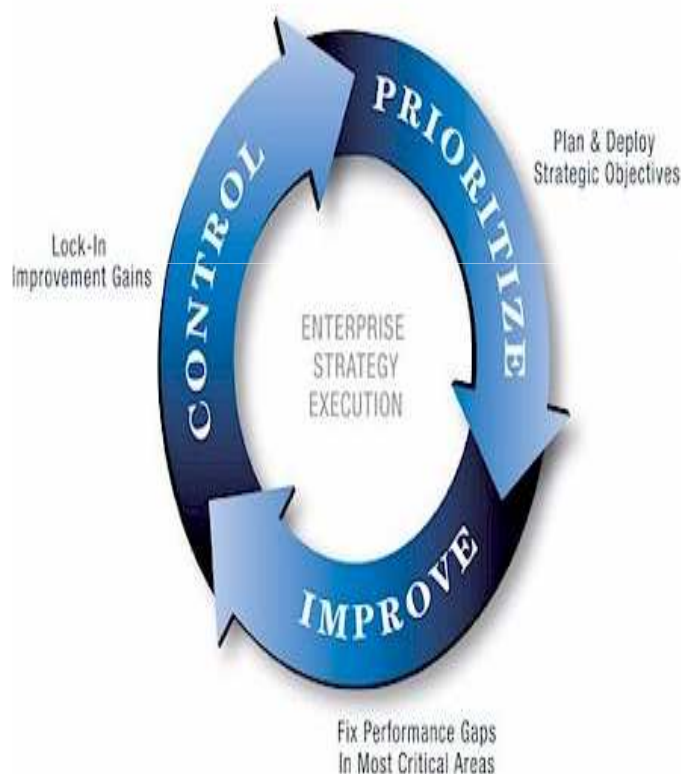 PRIORITIZE
Plan & Deploy
Strategic Objectives
CONTROL
Lock-In
Improvement Gains
ENTERPRISE
STRATEGY
EXECUTION
IMPROVE
Fix Performance Gaps
In Most Critical Areas